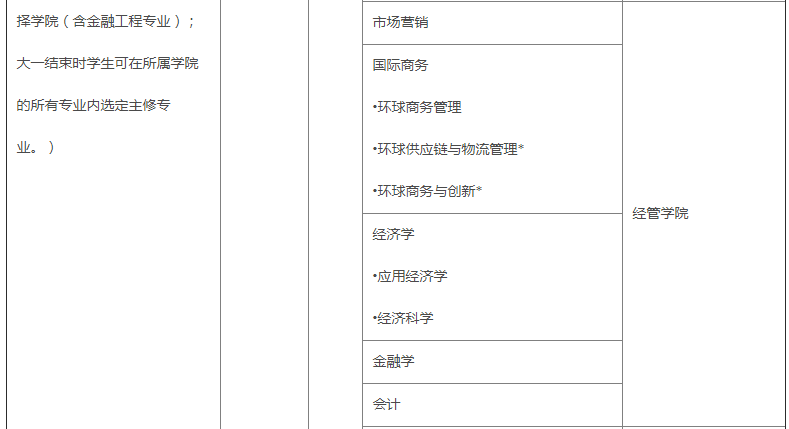 择学院（含金融工程专业）；
大一结束时学生可在所属学院
的所有专业内选定主修专
业。）
市场营销
国际商务
•环球商务管理
•环球供应链与物流管理*
•环球商务与创新*
经济学
•应用经济学
•经济科学
金融学
会计
经管学院